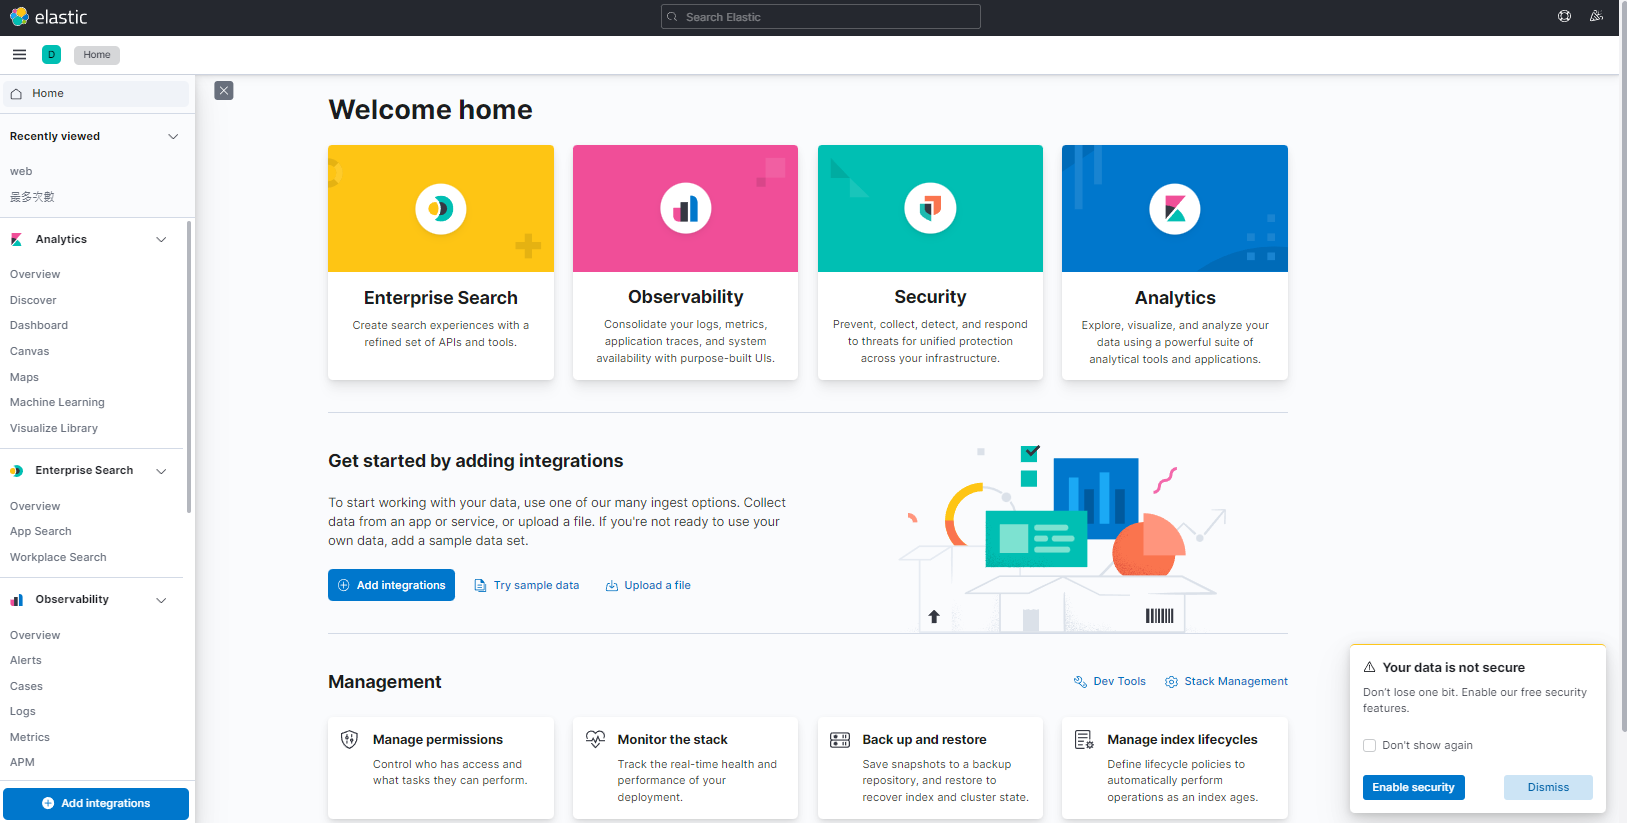 elastic
Search Elastic
D
Home
Home
Recently viewed
web
最多次數
Analytics
Overview
Discover
Dashboard
Canvas
Maps
Machine Learning
Visualize Library
Enterprise Search
Overview
App Search
Workplace Search
Observability
Overview
Alerts
Cases
Logs
Metrics
APM
Add integrations
Welcome home
Enterprise Search
Create search experiences with a
refined set of APIs and tools.
Observability
Consolidate your logs, metrics,
application traces, and system
availability with purpose-built UIs.
Security
Prevent, collect, detect, and respond
to threats for unified protection
across your infrastructure.
Analytics
Explore, visualize, and analyze your
data using a powerful suite of
analytical tools and applications.
Get started by adding integrations
To start working with your data, use one of our many ingest options. Collect
data from an app or service, or upload a file. If you're not ready to use your
own data, add a sample data set.
Add integrations
Try sample data
Upload a file
Management
Dev Tools
Stack Management
Manage permissions
Control who has access and
what tasks they can perform.
Monitor the stack
Track the real-time health and
performance of your
deployment.
Back up and restore
Save snapshots to a backup
repository, and restore to
recover index and cluster state.
Manage index lifecycles
Define lifecycle policies to
automatically perform
operations as an index ages.
Your data is not secure
Don't lose one bit. Enable our free security
features.
Don't show again
Enable security
Dismiss